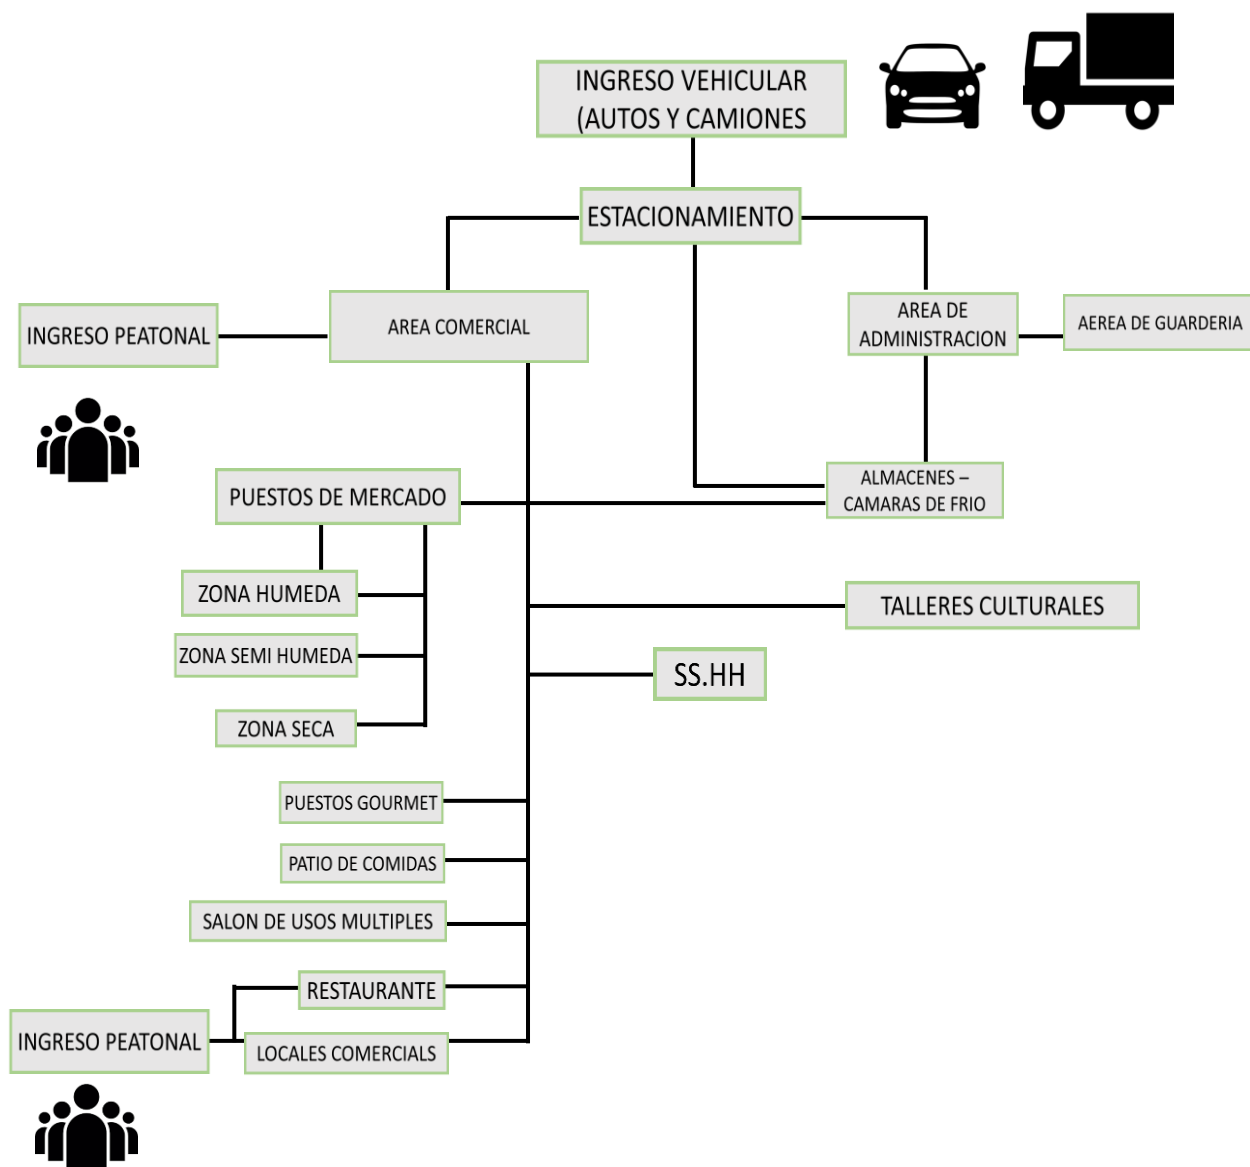 INGRESO VEHICULAR
(AUTOS Y CAMIONES
ESTACIONAMIENTO
INGRESO PEATONAL
AREA COMERCIAL
AREA DE
ADMINISTRACION
AEREA DE GUARDERIA
PUESTOS DE MERCADO
ALMACENES –
CAMARAS DE FRIO
ZONA HUMEDA
TALLERES CULTURALES
ZONA SEMI HUMEDA
SS.HH
ZONA SECA
PUESTOS GOURMET
PATIO DE COMIDAS
SALON DE USOS MULTIPLES
RESTAURANTE
INGRESO PEATONAL
LOCALES COMERCIALS